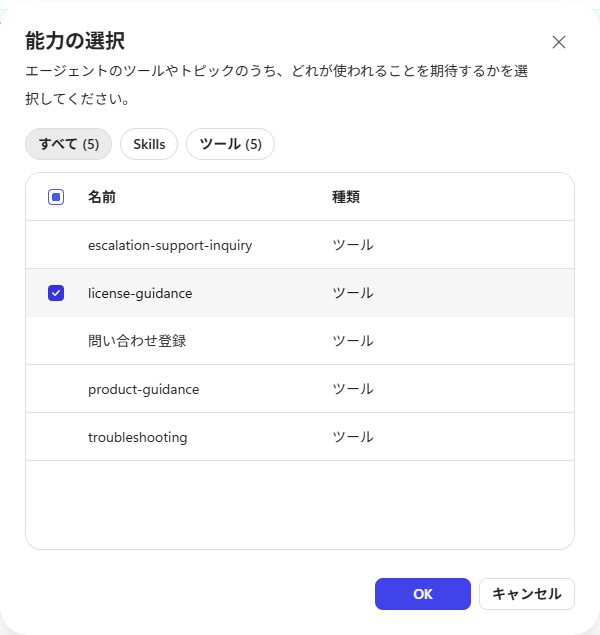 能力の選択
エージェントのツールやトピックのうち、どれが使われることを期待するかを選
択してください。
すべて (5) Skills ツール (5)
名前 種類
escalation-support-inquiry ツール
license-guidance ツール
問い合わせ登録 ツール
product-guidance ツール
troubleshooting ツール
OK キャンセル